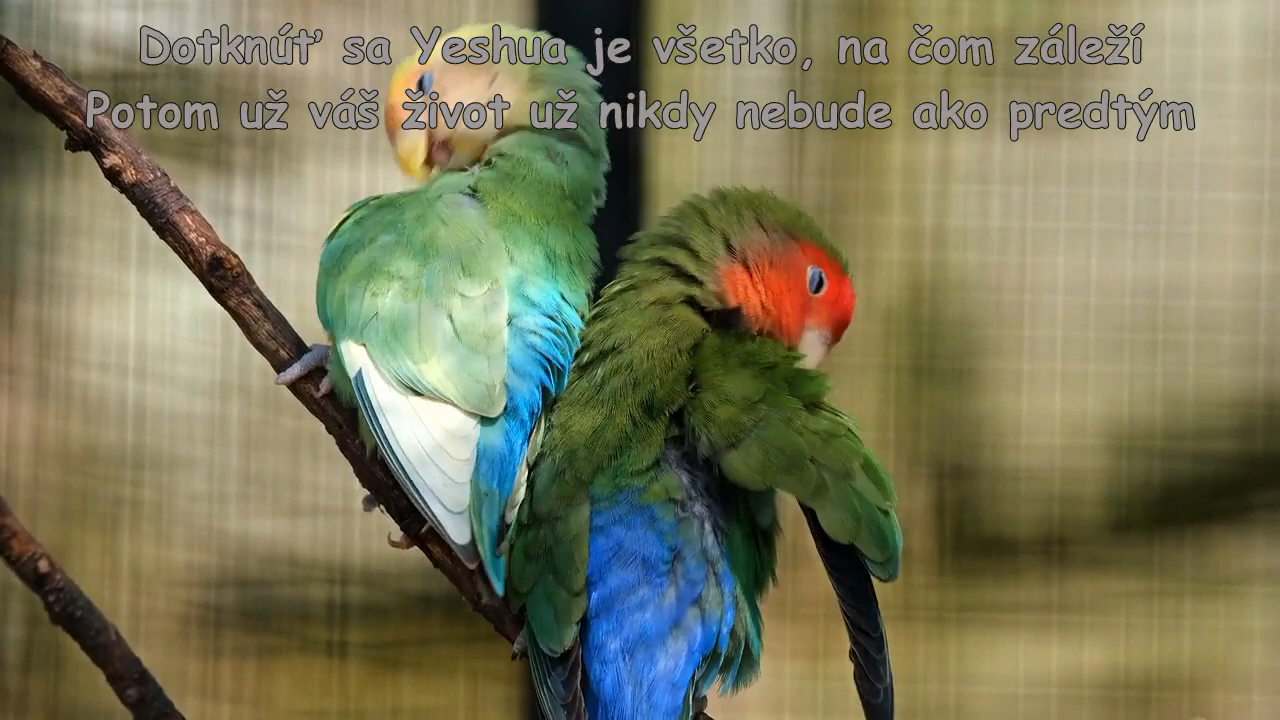 Dotknúť sa Yeshua je všetko, na čom záleží
Potom už váš život už nikdy nebude ako predtým